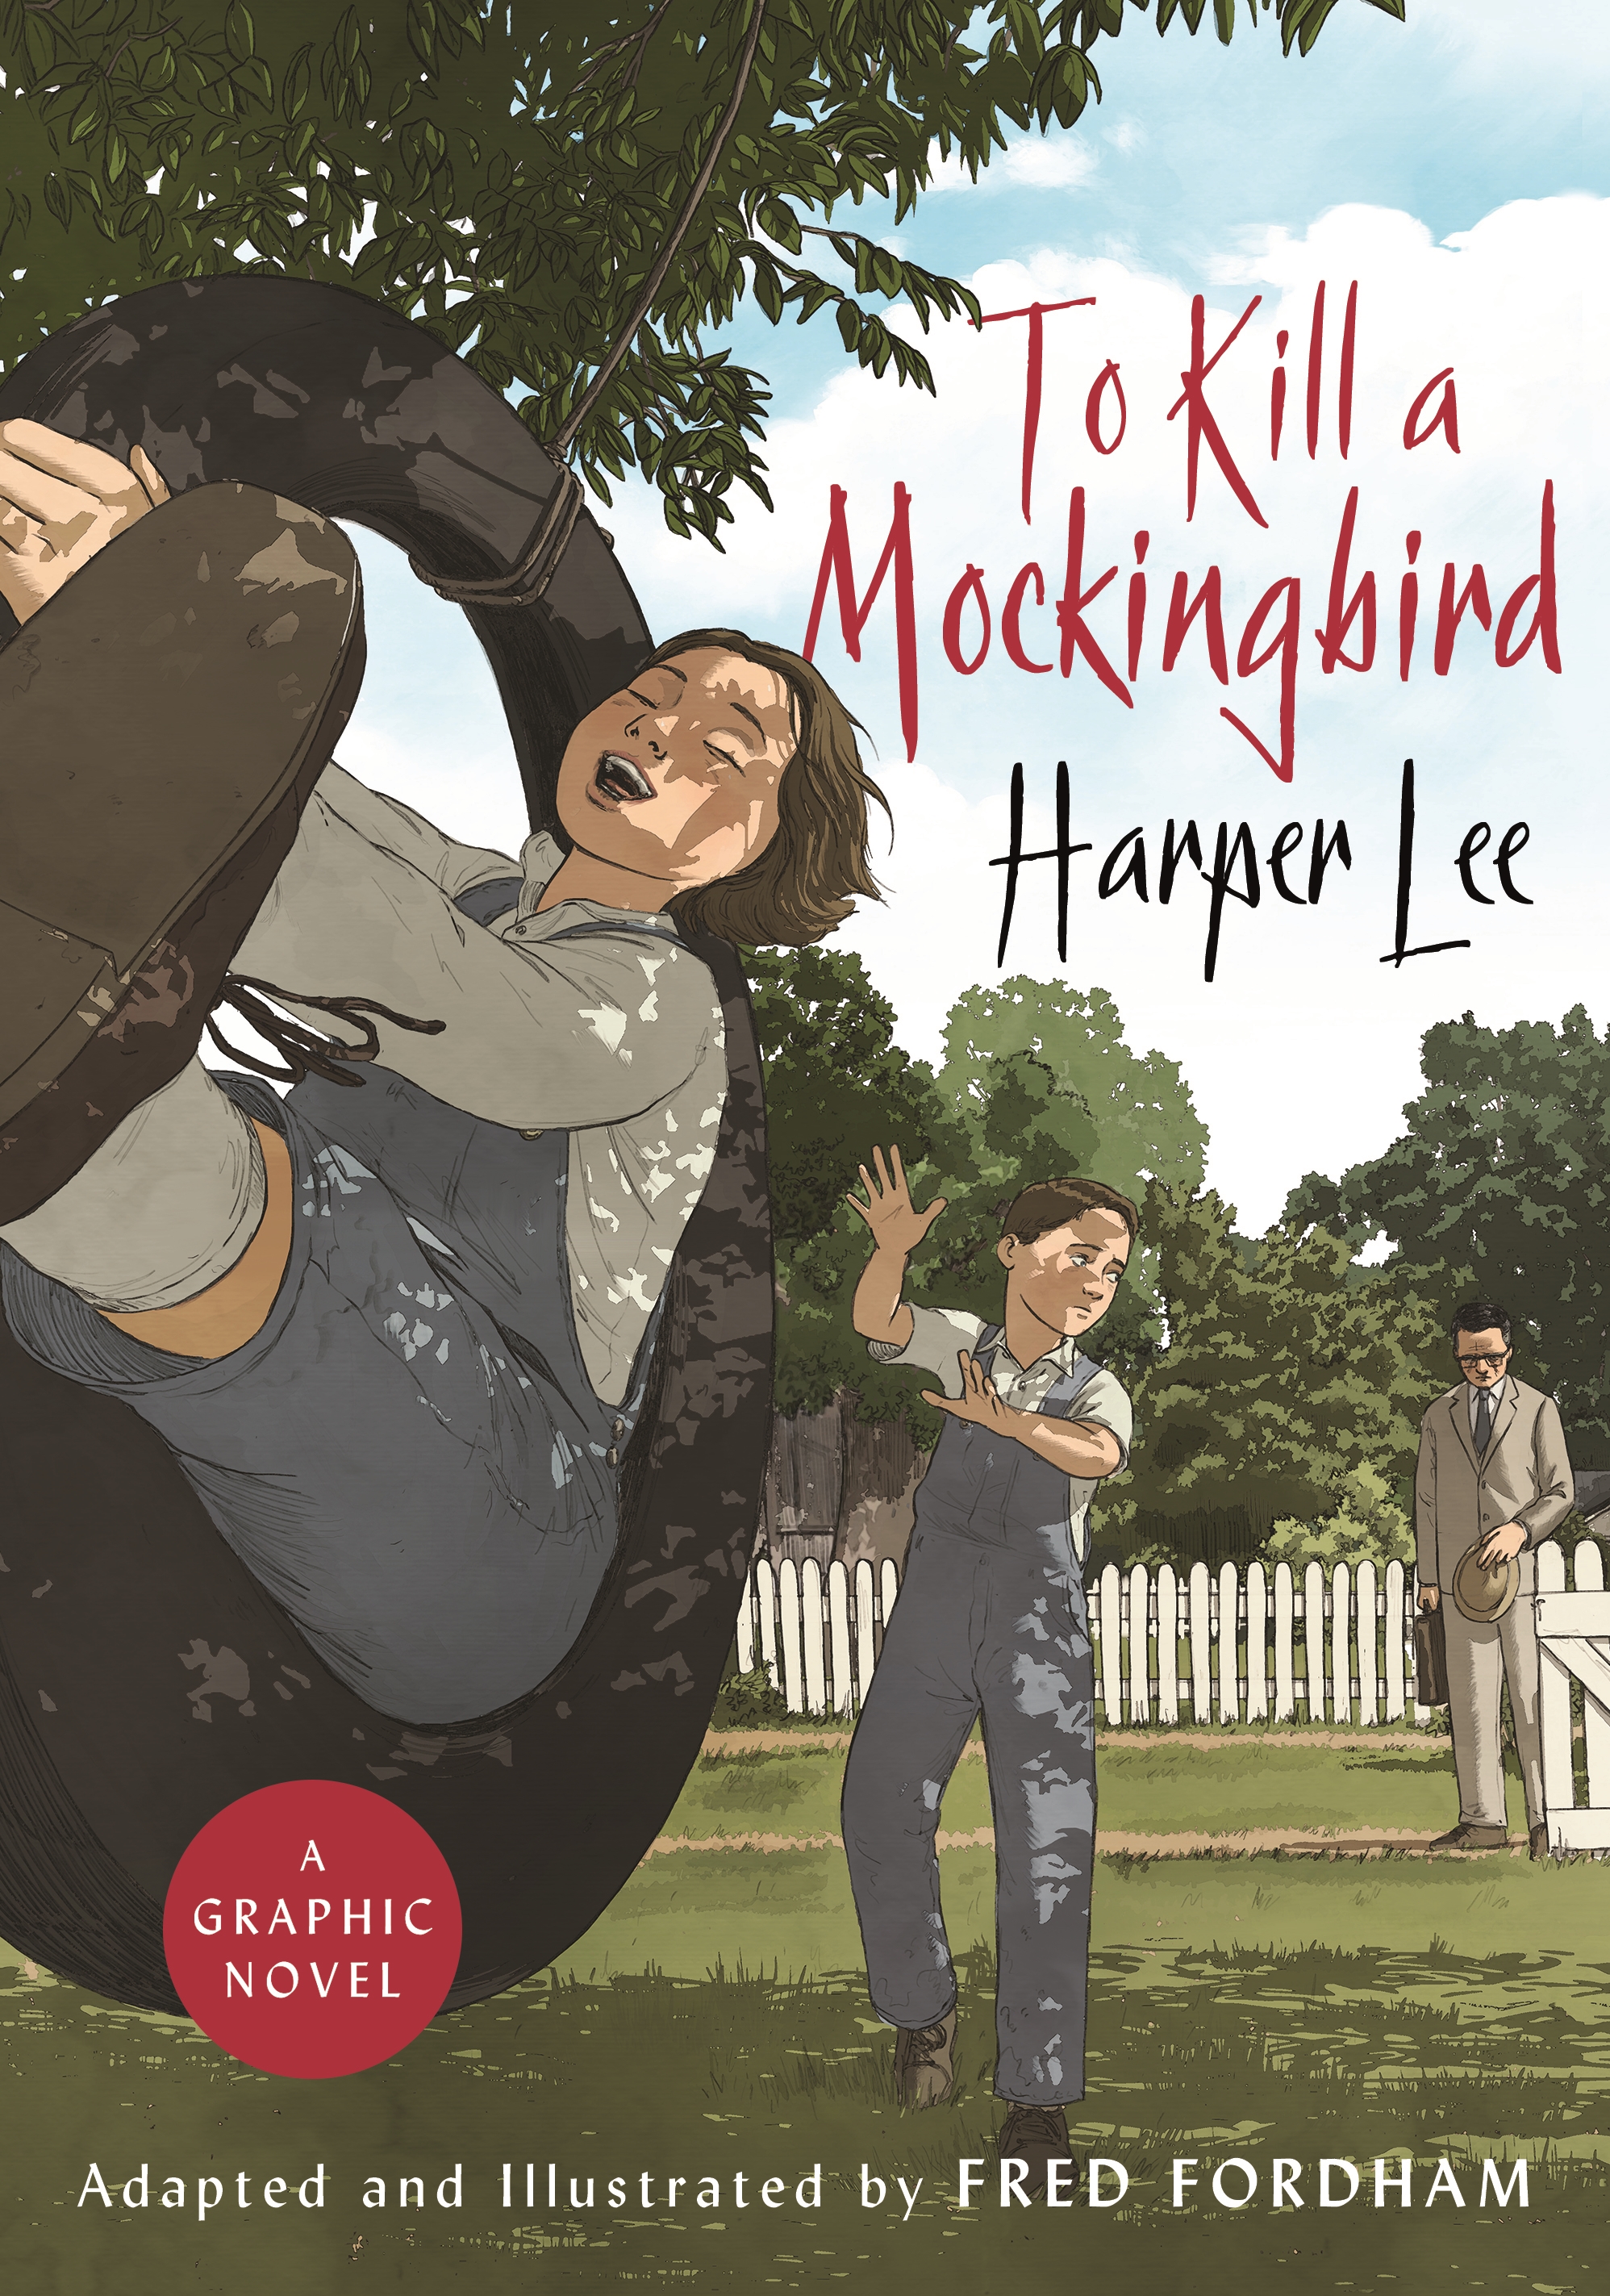 To Kill a
Mockingbird
Harper Lee
A
GRAPHIC
NOVEL
Adapted and Illustrated by FRED FORDHAM